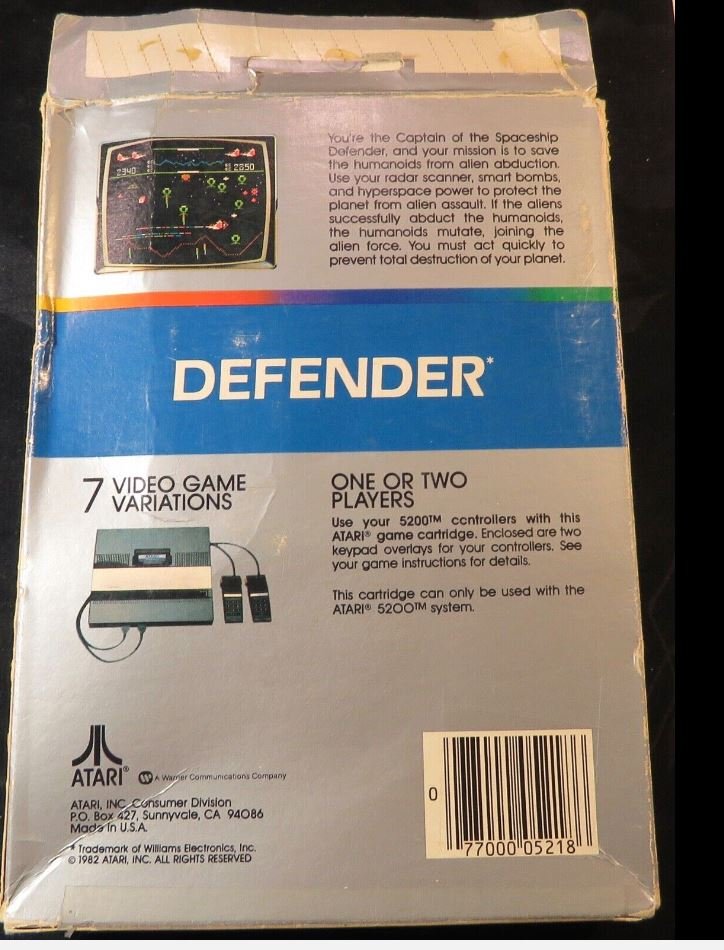 2340
2850
You're the Captain of the Spaceship
Defender, and your mission is to save
the humanoids from alien abduction.
Use your radar scanner, smart bombs,
and hyperspace power to protect the
planet from alien assault. If the aliens
successfully abduct the humanoids,
the humanoids mutate, joining the
alien force. You must act quickly to
prevent total destruction of your planet.
DEFENDER*
7 VIDEO GAME
VARIATIONS
ONE OR TWO
PLAYERS
Use your 5200™ controllers with this
ATARI® game cartridge. Enclosed are two
keypad overlays for your controllers. See
your game instructions for details.
This cartridge can only be used with the
ATARI® 5200™ system.
ATARI®
A Warner Communications Company
ATARI, INC. Consumer Division
P.O. Box 427, Sunnyvale, CA 94086
Made in U.S.A.
* Trademark of Williams Electronics, Inc.
© 1982 ATARI, INC. ALL RIGHTS RESERVED
0 77000 05218